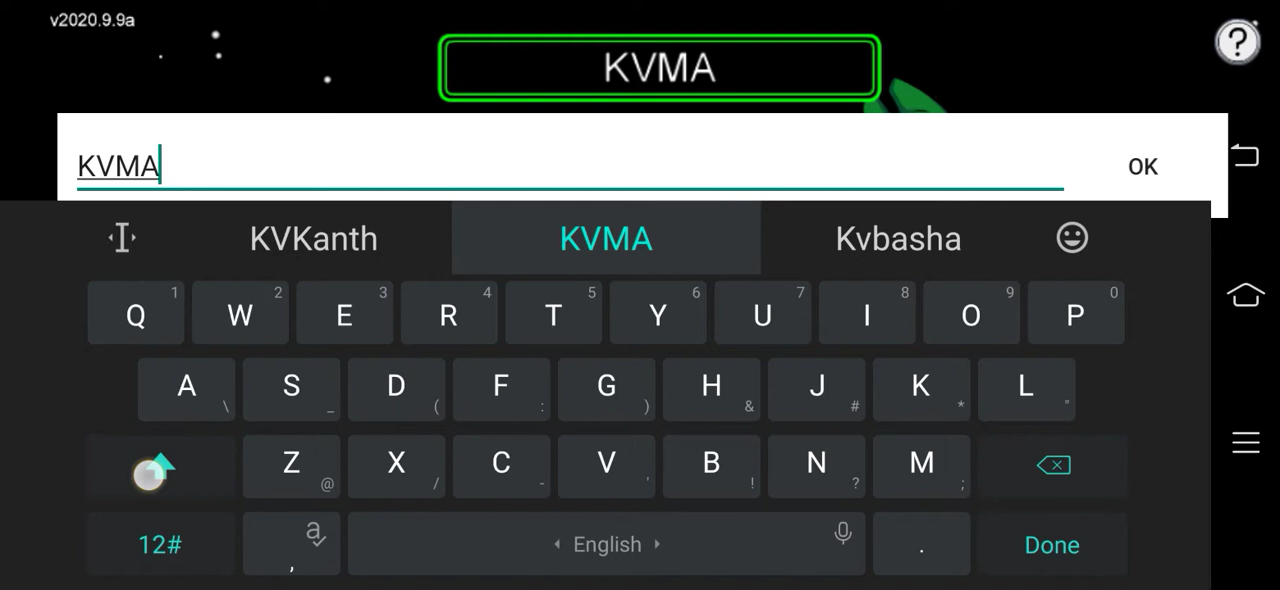 v2020.9.9a
KVMA
?
KVMA
OK
KVKanth KVMA Kvbasha
Q 1 W 2 E 3 R 4 T 5 Y 6 U 7 I 8 O 9 P 0
A \ S _ D ( F : G ) H & J # K * L "
Z @ X / C - V ' B ! N ? M ;
12# a , English . Done